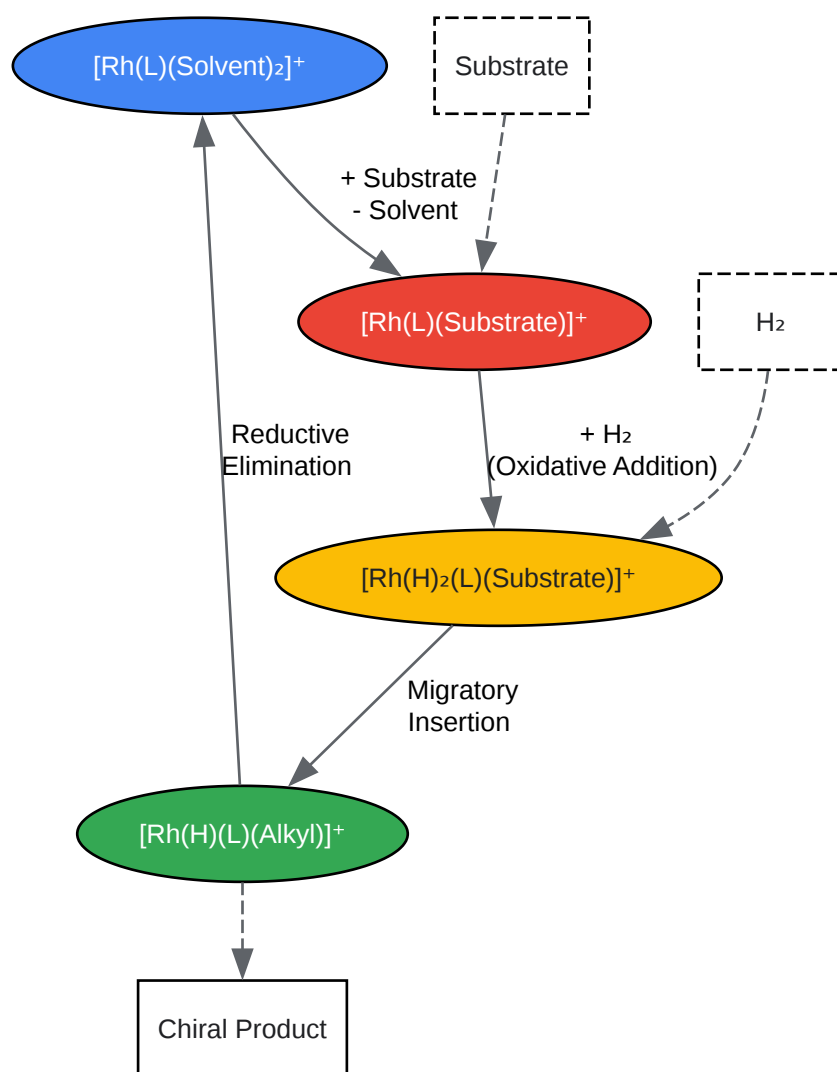 [Rh(L)(Solvent)₂]⁺
Substrate
+ Substrate
- Solvent
[Rh(L)(Substrate)]⁺
H₂
Reductive
Elimination
+ H₂
(Oxidative Addition)
[Rh(H)₂(L)(Substrate)]⁺
Migratory
Insertion
[Rh(H)(L)(Alkyl)]⁺
Chiral Product